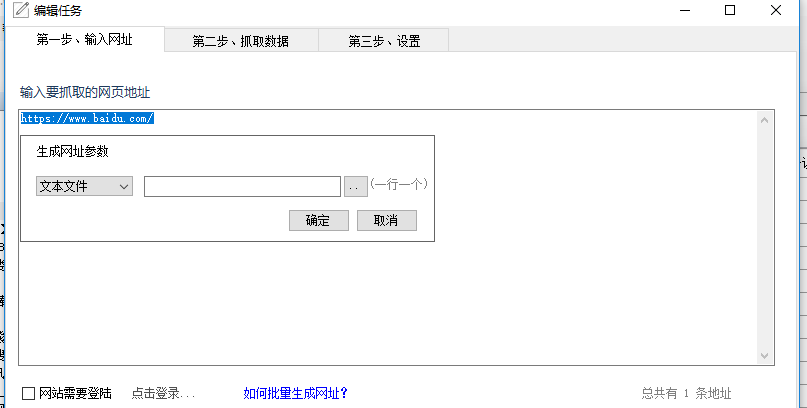 编辑任务
第一步、输入网址
第二步、抓取数据
第三步、设置
输入要抓取的网页地址
https://www.baidu.com/
生成网址参数
文本文件
..
(一行一个)
确定
取消
网站需要登陆
点击登录...
如何批量生成网址?
总共有 1 条地址